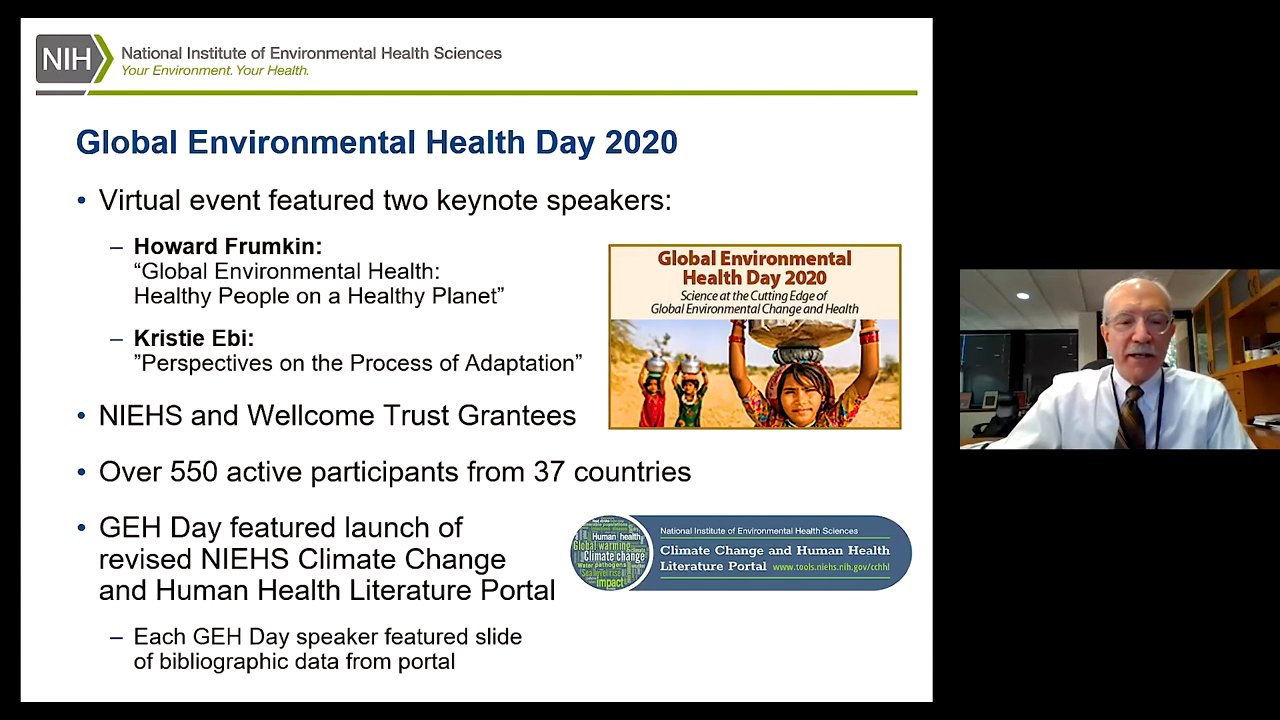 NIH
National Institute of Environmental Health Sciences
Your Environment. Your Health.
Global Environmental Health Day 2020
• Virtual event featured two keynote speakers:
– Howard Frumkin:
“Global Environmental Health:
Healthy People on a Healthy Planet”
– Kristie Ebi:
”Perspectives on the Process of Adaptation”
Global Environmental
Health Day 2020
Science at the Cutting Edge of
Global Environmental Change and Health
• NIEHS and Wellcome Trust Grantees
• Over 550 active participants from 37 countries
• GEH Day featured launch of
revised NIEHS Climate Change
and Human Health Literature Portal
Human health
Global warming
Climate change
Water pathogens
Sea level rise
impact
National Institute of Environmental Health Sciences
Climate Change and Human Health
Literature Portal www.tools.niehs.nih.gov/cchhl
– Each GEH Day speaker featured slide
of bibliographic data from portal